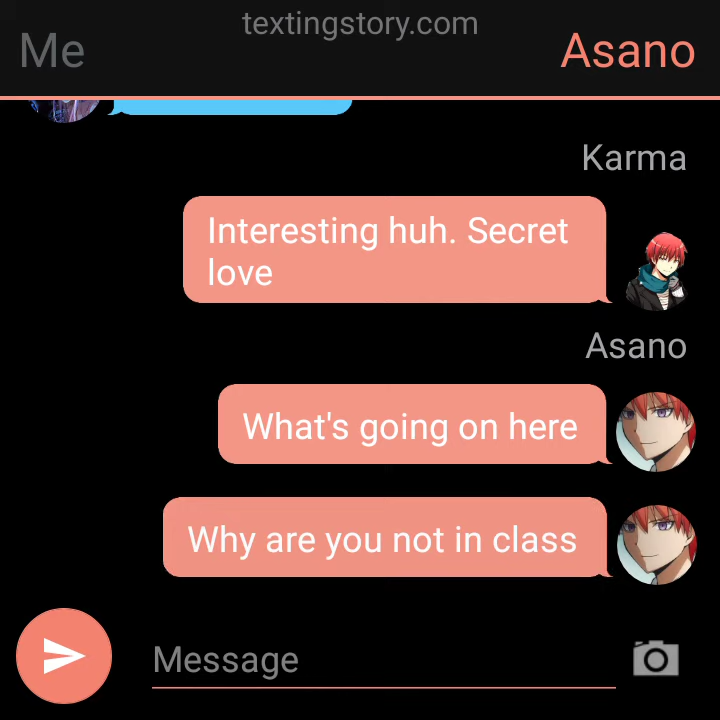 textingstory.com
Me
Asano
Karma
Interesting huh. Secret
love
Asano
What's going on here
Why are you not in class
Message